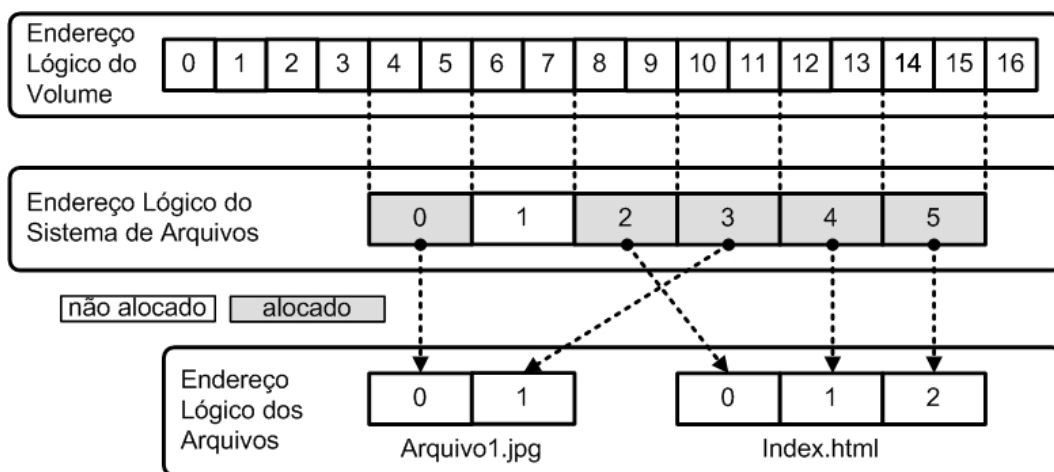 Endereço
Lógico do
Volume
0 1 2 3 4 5 6 7 8 9 10 11 12 13 14 15 16
Endereço Lógico do
Sistema de Arquivos
0 1 2 3 4 5
não alocado alocado
Endereço
Lógico dos
Arquivos
0 1 0 1 2
Arquivo1.jpg Index.html